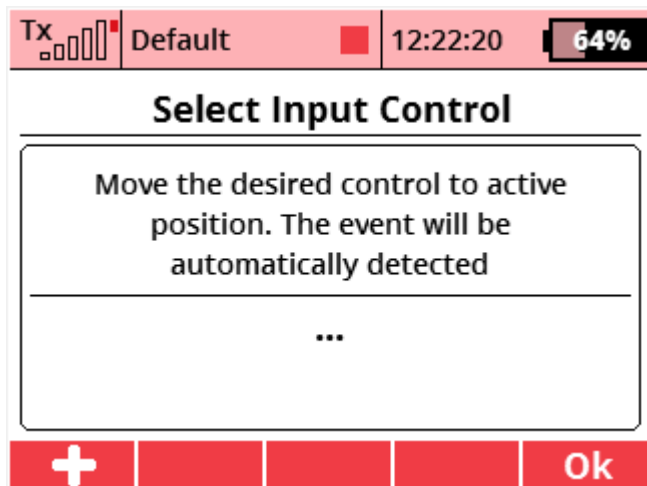 Tx Default 12:22:20 64%
Select Input Control
Move the desired control to active
position. The event will be
automatically detected
...
+ Ok